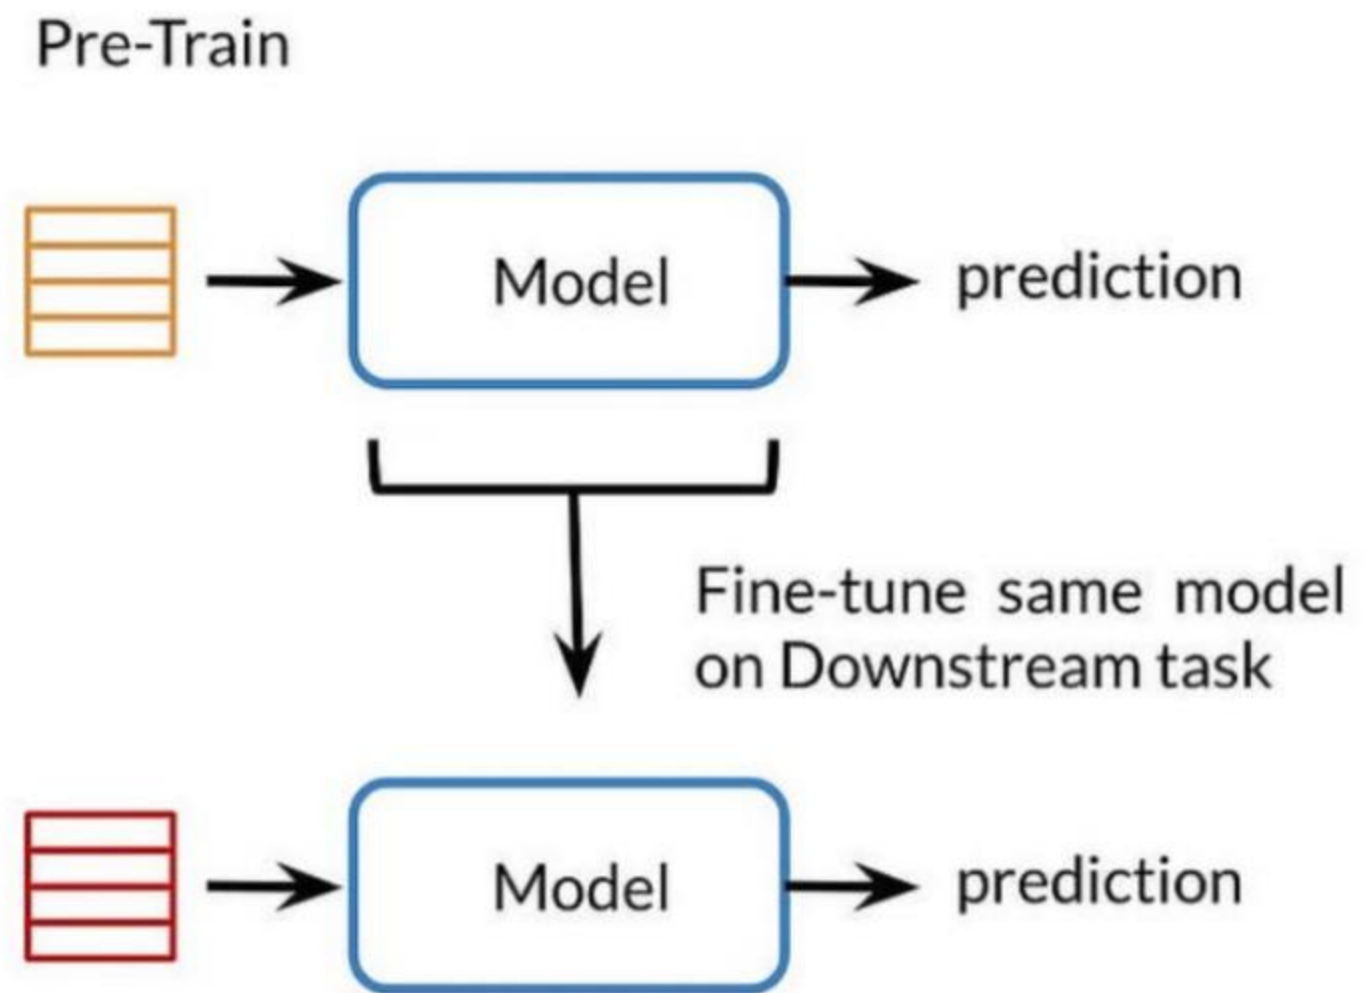 Pre-Train
Model
prediction
Fine-tune same model
on Downstream task
Model
prediction